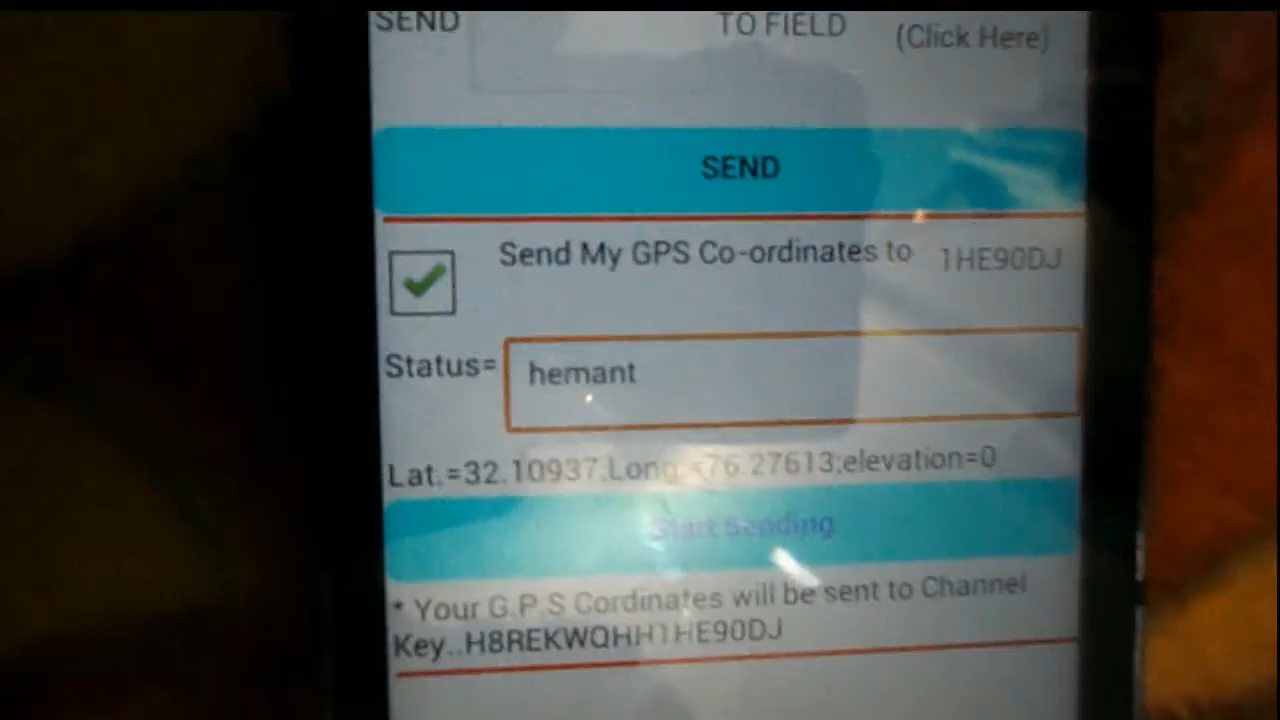 SEND TO FIELD (Click Here)
SEND
Send My GPS Co-ordinates to 1HE90DJ
Status= hemant
Lat.=32.10937;Long.=76.27613;elevation=0
Start Sending
* Your G.P.S Cordinates will be sent to Channel
Key..H8REKWQHH1HE90DJ